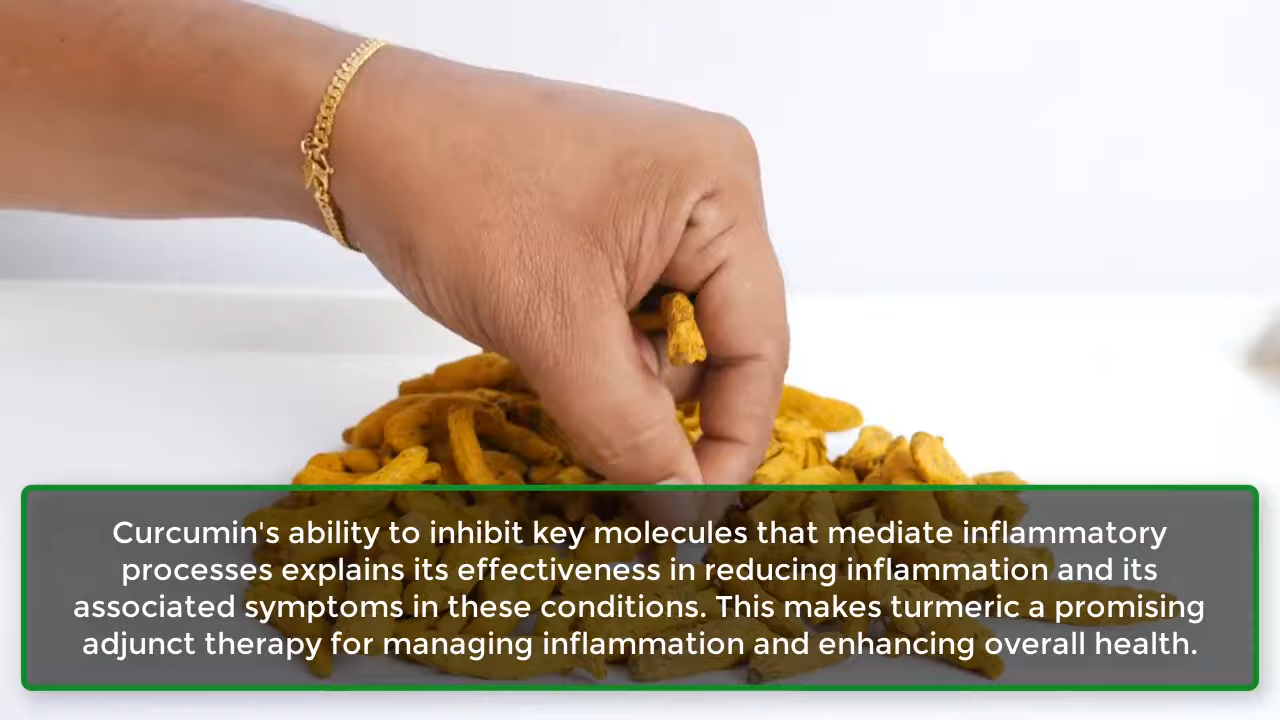 Curcumin's ability to inhibit key molecules that mediate inflammatory
processes explains its effectiveness in reducing inflammation and its
associated symptoms in these conditions. This makes turmeric a promising
adjunct therapy for managing inflammation and enhancing overall health.